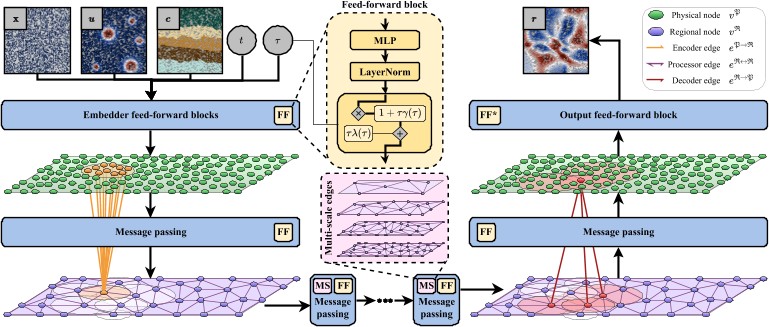 x
u
c
t
τ
Feed-forward block
MLP
LayerNorm
×
1 + τγ(τ)
τλ(τ)
+
r
Physical node v^𝔓
Regional node v^ℜ
Encoder edge e^𝔓→ℜ
Processor edge e^ℜ↔ℜ
Decoder edge e^ℜ→𝔓
Embedder feed-forward blocks
FF
FF*
Output feed-forward block
Multi-scale edges
Message passing
FF
FF
Message passing
MS FF
Message
passing
MS FF
Message
passing